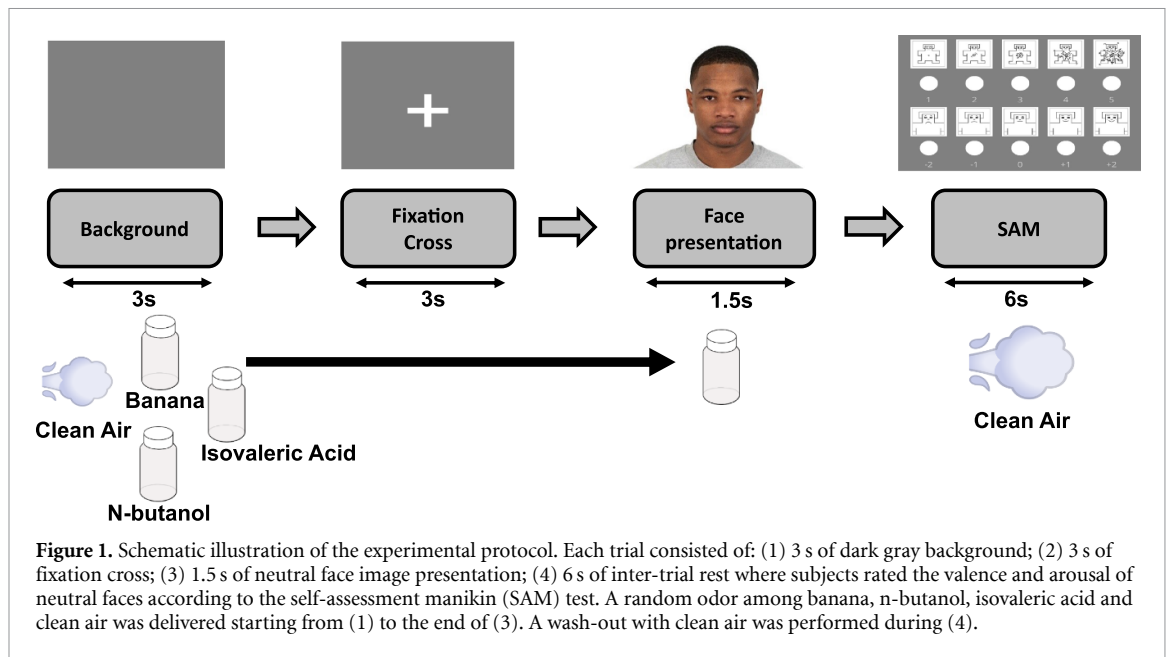 1 2 3 4 5
-2 -1 0 +1 +2
Background
Fixation
Cross
Face
presentation
SAM
3s
3s
1.5s
6s
Banana
Clean Air
Isovaleric Acid
N-butanol
Clean Air
Figure 1. Schematic illustration of the experimental protocol. Each trial consisted of: (1) 3 s of dark gray background; (2) 3 s of
fixation cross; (3) 1.5 s of neutral face image presentation; (4) 6 s of inter-trial rest where subjects rated the valence and arousal of
neutral faces according to the self-assessment manikin (SAM) test. A random odor among banana, n-butanol, isovaleric acid and
clean air was delivered starting from (1) to the end of (3). A wash-out with clean air was performed during (4).